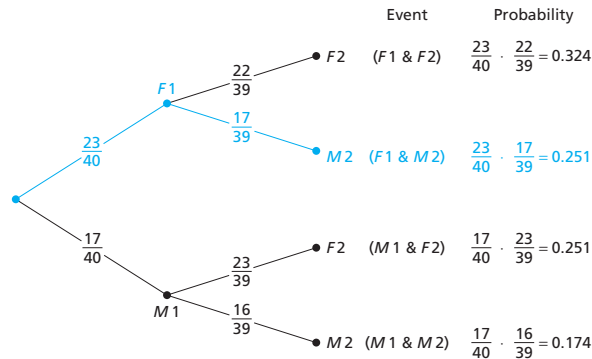 Event Probability
F2 (F1 & F2) 23/40 · 22/39 = 0.324
22/39
F1
23/40
17/39
M2 (F1 & M2) 23/40 · 17/39 = 0.251
17/40
F2 (M1 & F2) 17/40 · 23/39 = 0.251
23/39
M1
16/39
M2 (M1 & M2) 17/40 · 16/39 = 0.174